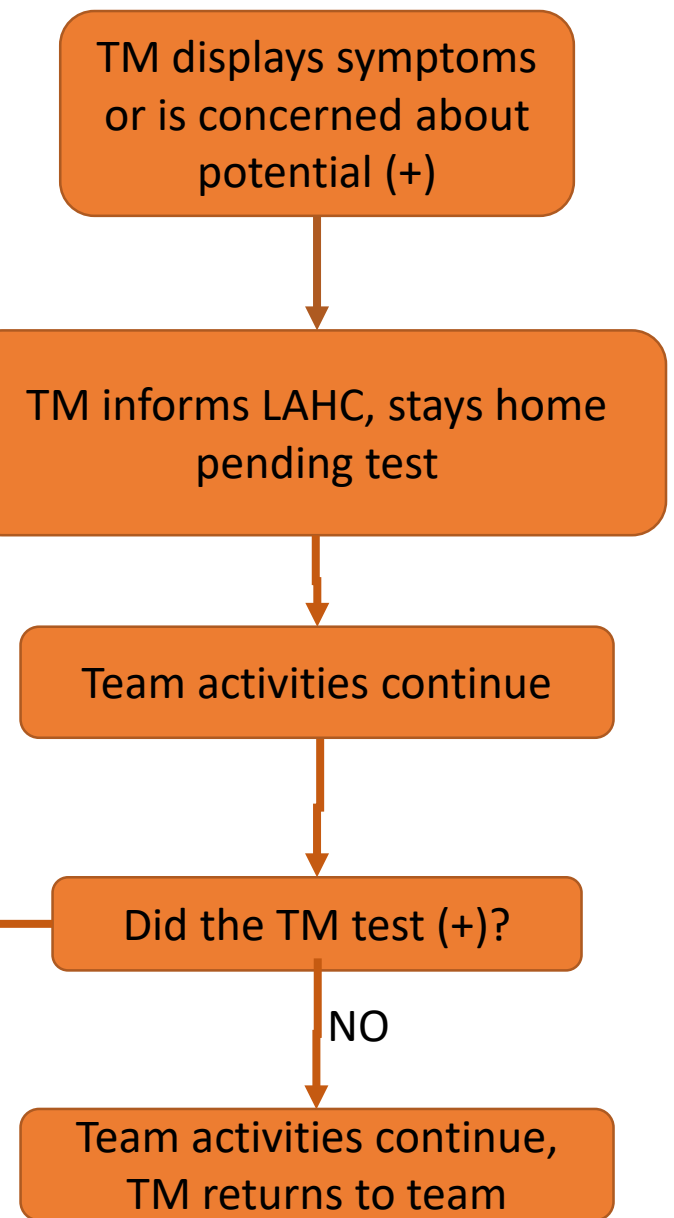 TM displays symptoms
or is concerned about
potential (+)
TM informs LAHC, stays home
pending test
Team activities continue
Did the TM test (+)?
NO
Team activities continue,
TM returns to team